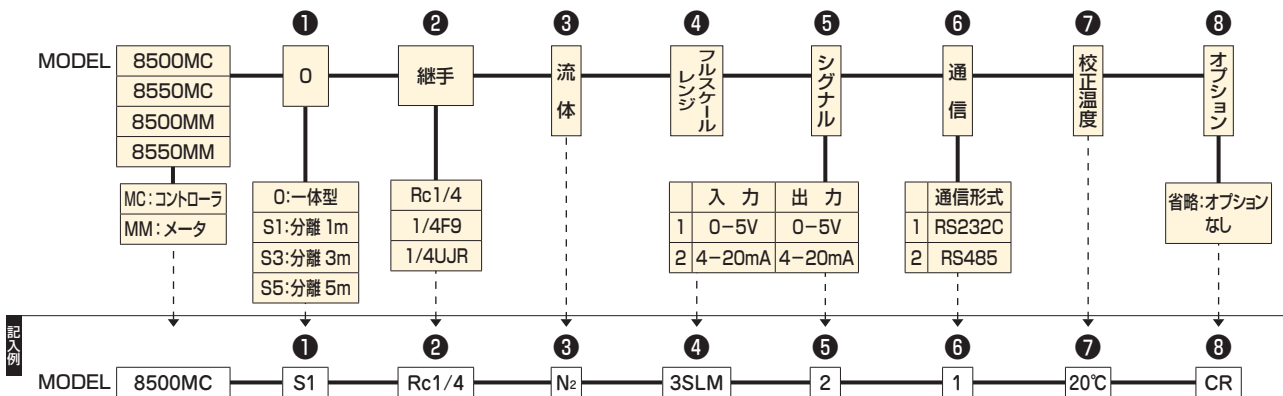 ❶ ❷ ❸ ❹ ❺ ❻ ❼ ❽
MODEL
8500MC
8550MC
8500MM
8550MM
0
継手
流体
フルスケールレンジ
シグナル
通信
校正温度
オプション
MC:コントローラ
MM:メータ
0:一体型
S1:分離 1m
S3:分離 3m
S5:分離 5m
Rc1/4
1/4F9
1/4UJR
入 力 出 力
1 0−5V 0−5V
2 4−20mA 4−20mA
通信形式
1 RS232C
2 RS485
省略:オプション
なし
記入例
❶ ❷ ❸ ❹ ❺ ❻ ❼ ❽
MODEL 8500MC S1 Rc1/4 N2 3SLM 2 1 20℃ CR